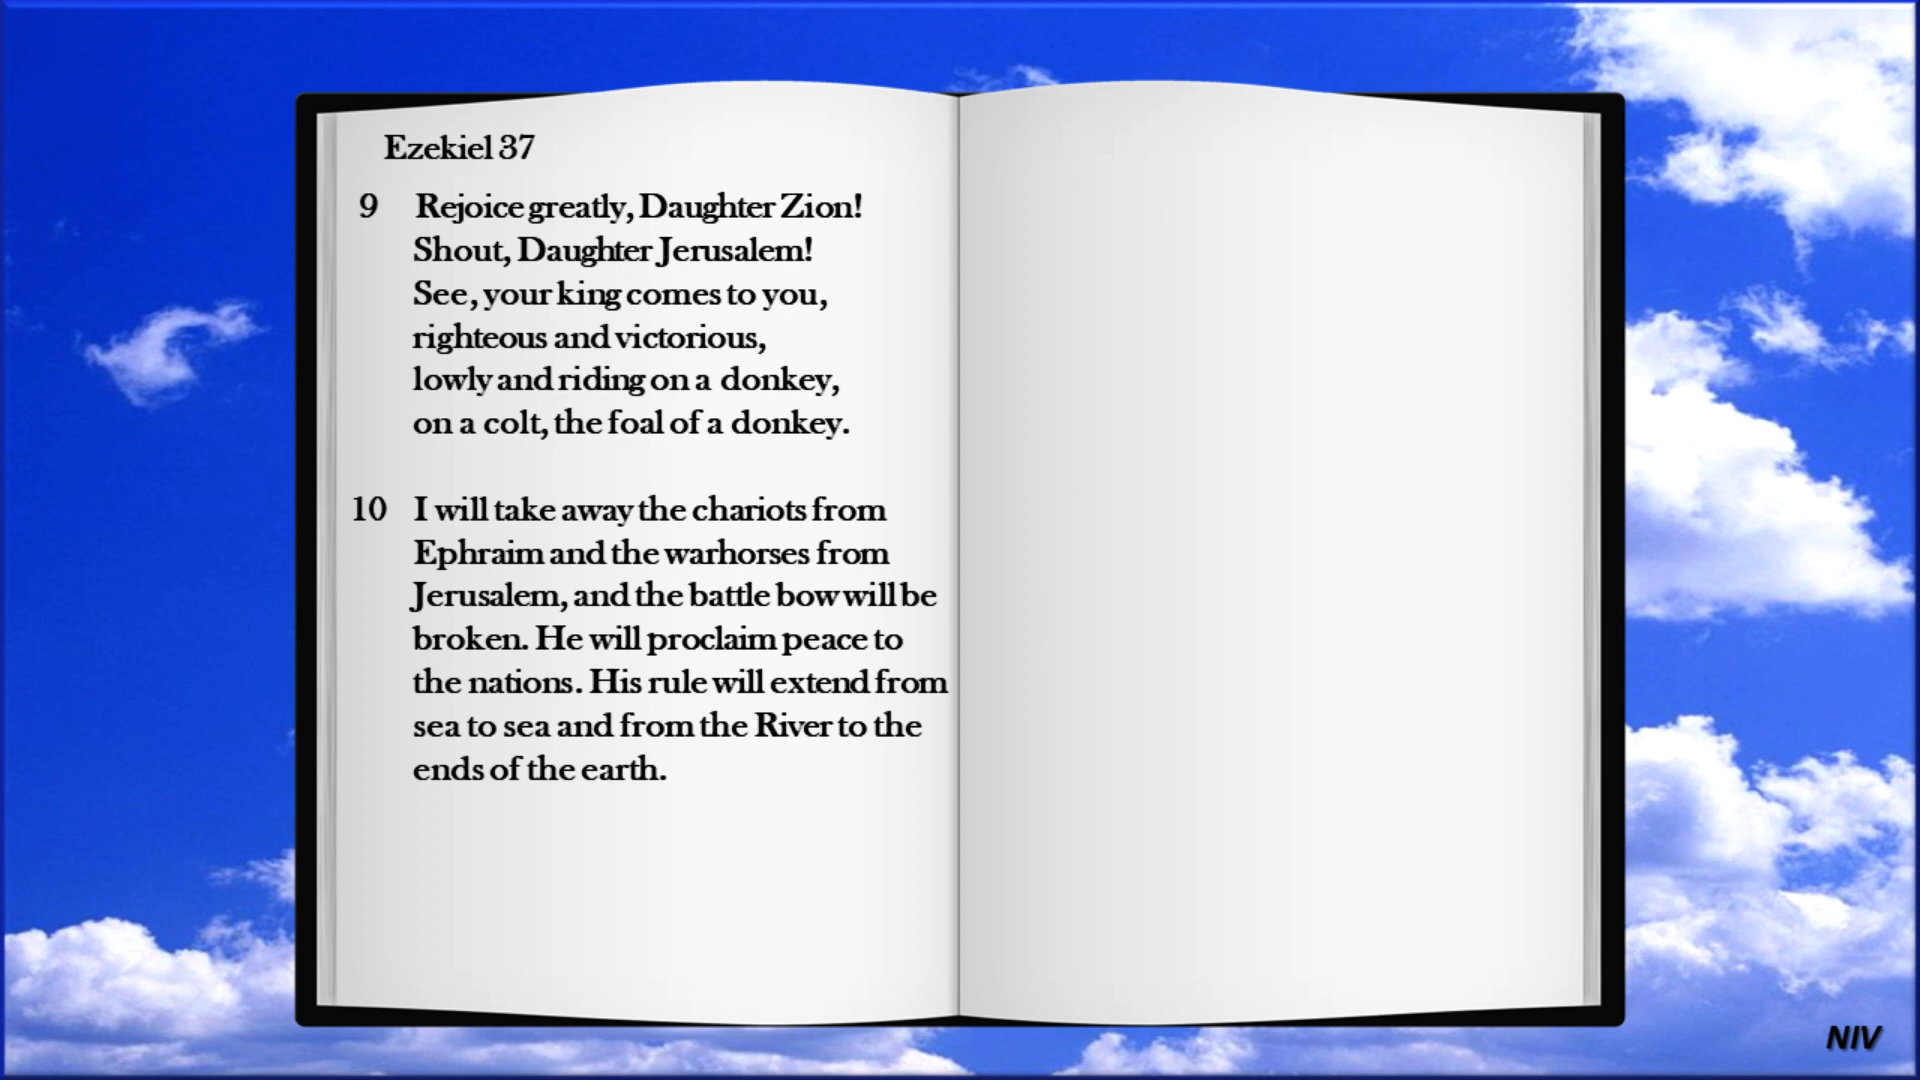 Ezekiel 37
9 Rejoice greatly, Daughter Zion!
Shout, Daughter Jerusalem!
See, your king comes to you,
righteous and victorious,
lowly and riding on a donkey,
on a colt, the foal of a donkey.
10 I will take away the chariots from
Ephraim and the warhorses from
Jerusalem, and the battle bow will be
broken. He will proclaim peace to
the nations. His rule will extend from
sea to sea and from the River to the
ends of the earth.
NIV